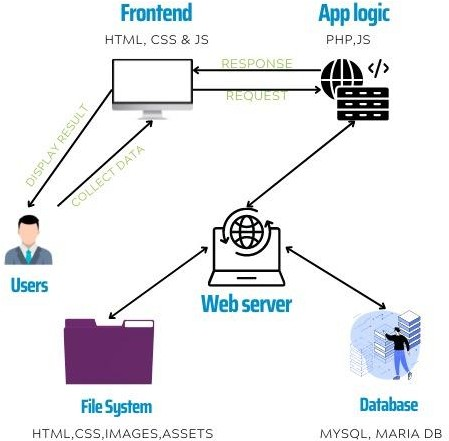 Frontend
App logic
HTML, CSS & JS
PHP,JS
RESPONSE
REQUEST
</>
DISPLAY RESULT
COLLECT DATA
Users
Web server
File System
Database
HTML,CSS,IMAGES,ASSETS
MYSQL, MARIA DB